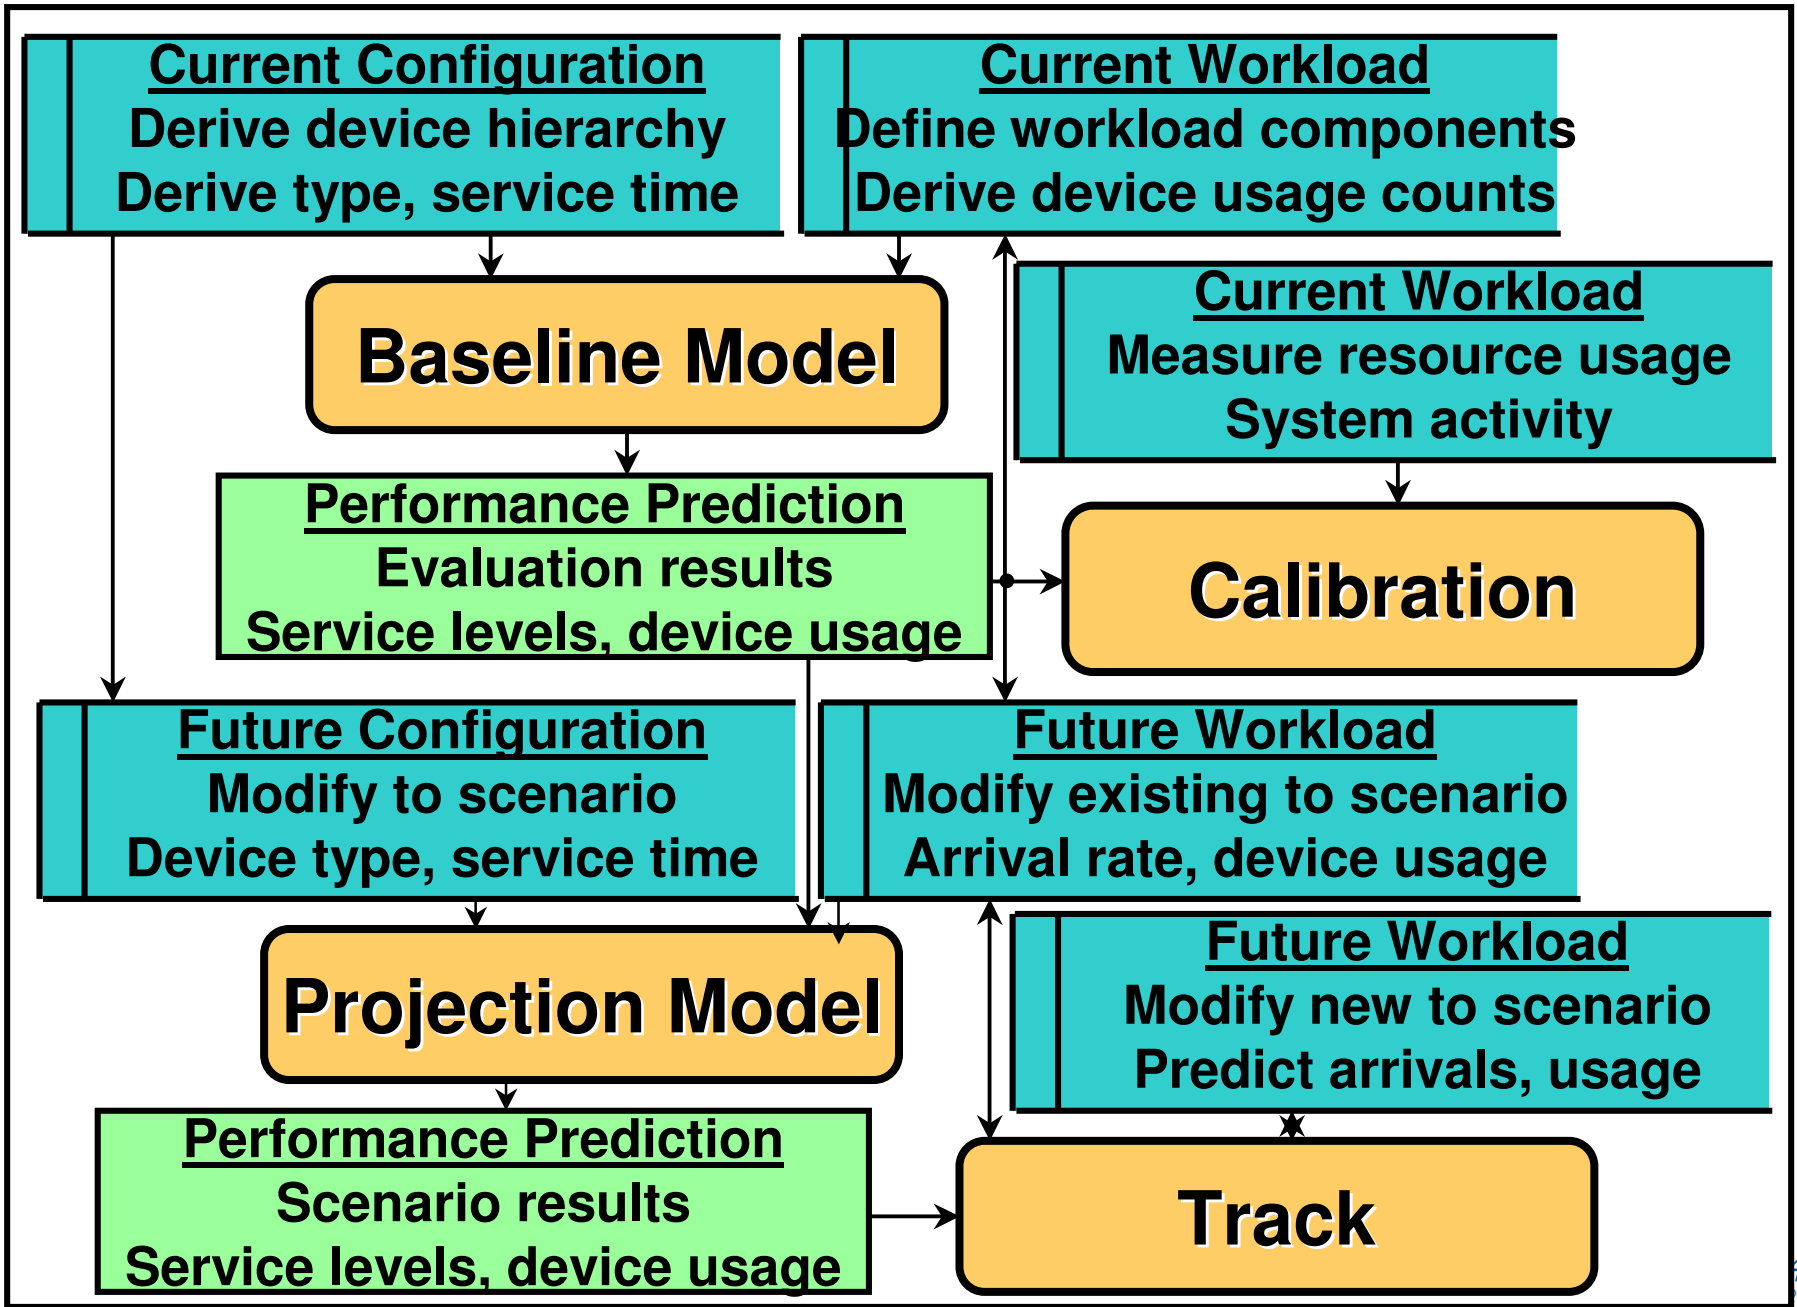 Current Configuration
Derive device hierarchy
Derive type, service time
Current Workload
Define workload components
Derive device usage counts
Baseline Model
Current Workload
Measure resource usage
System activity
Performance Prediction
Evaluation results
Service levels, device usage
Calibration
Future Configuration
Modify to scenario
Device type, service time
Future Workload
Modify existing to scenario
Arrival rate, device usage
Projection Model
Future Workload
Modify new to scenario
Predict arrivals, usage
Performance Prediction
Scenario results
Service levels, device usage
Track